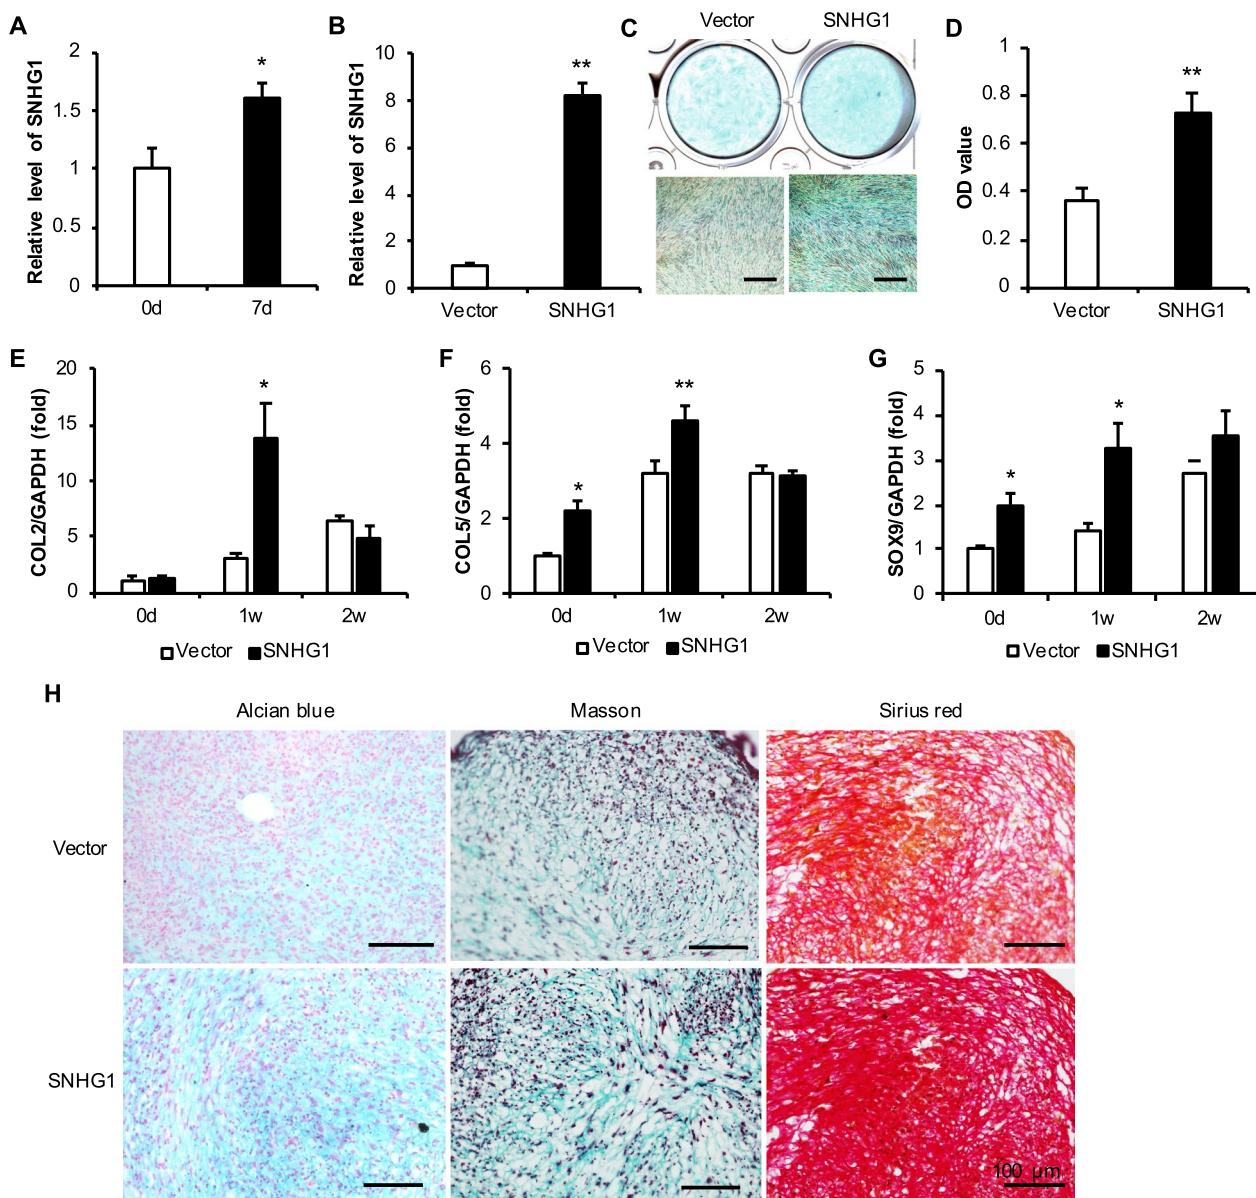 A
Relative level of SNHG1
2
1.5
1
0.5
0
*
0d 7d
B
Relative level of SNHG1
10
8
6
4
2
0
**
Vector SNHG1
C
Vector SNHG1
D
OD value
1
0.8
0.6
0.4
0.2
0
**
Vector SNHG1
E
COL2/GAPDH (fold)
20
15
10
5
0
*
0d 1w 2w
Vector SNHG1
F
COL5/GAPDH (fold)
6
4
2
0
*
**
0d 1w 2w
Vector SNHG1
G
SOX9/GAPDH (fold)
5
4
3
2
1
0
*
*
0d 1w 2w
Vector SNHG1
H
Alcian blue Masson Sirius red
Vector
SNHG1
100 μm